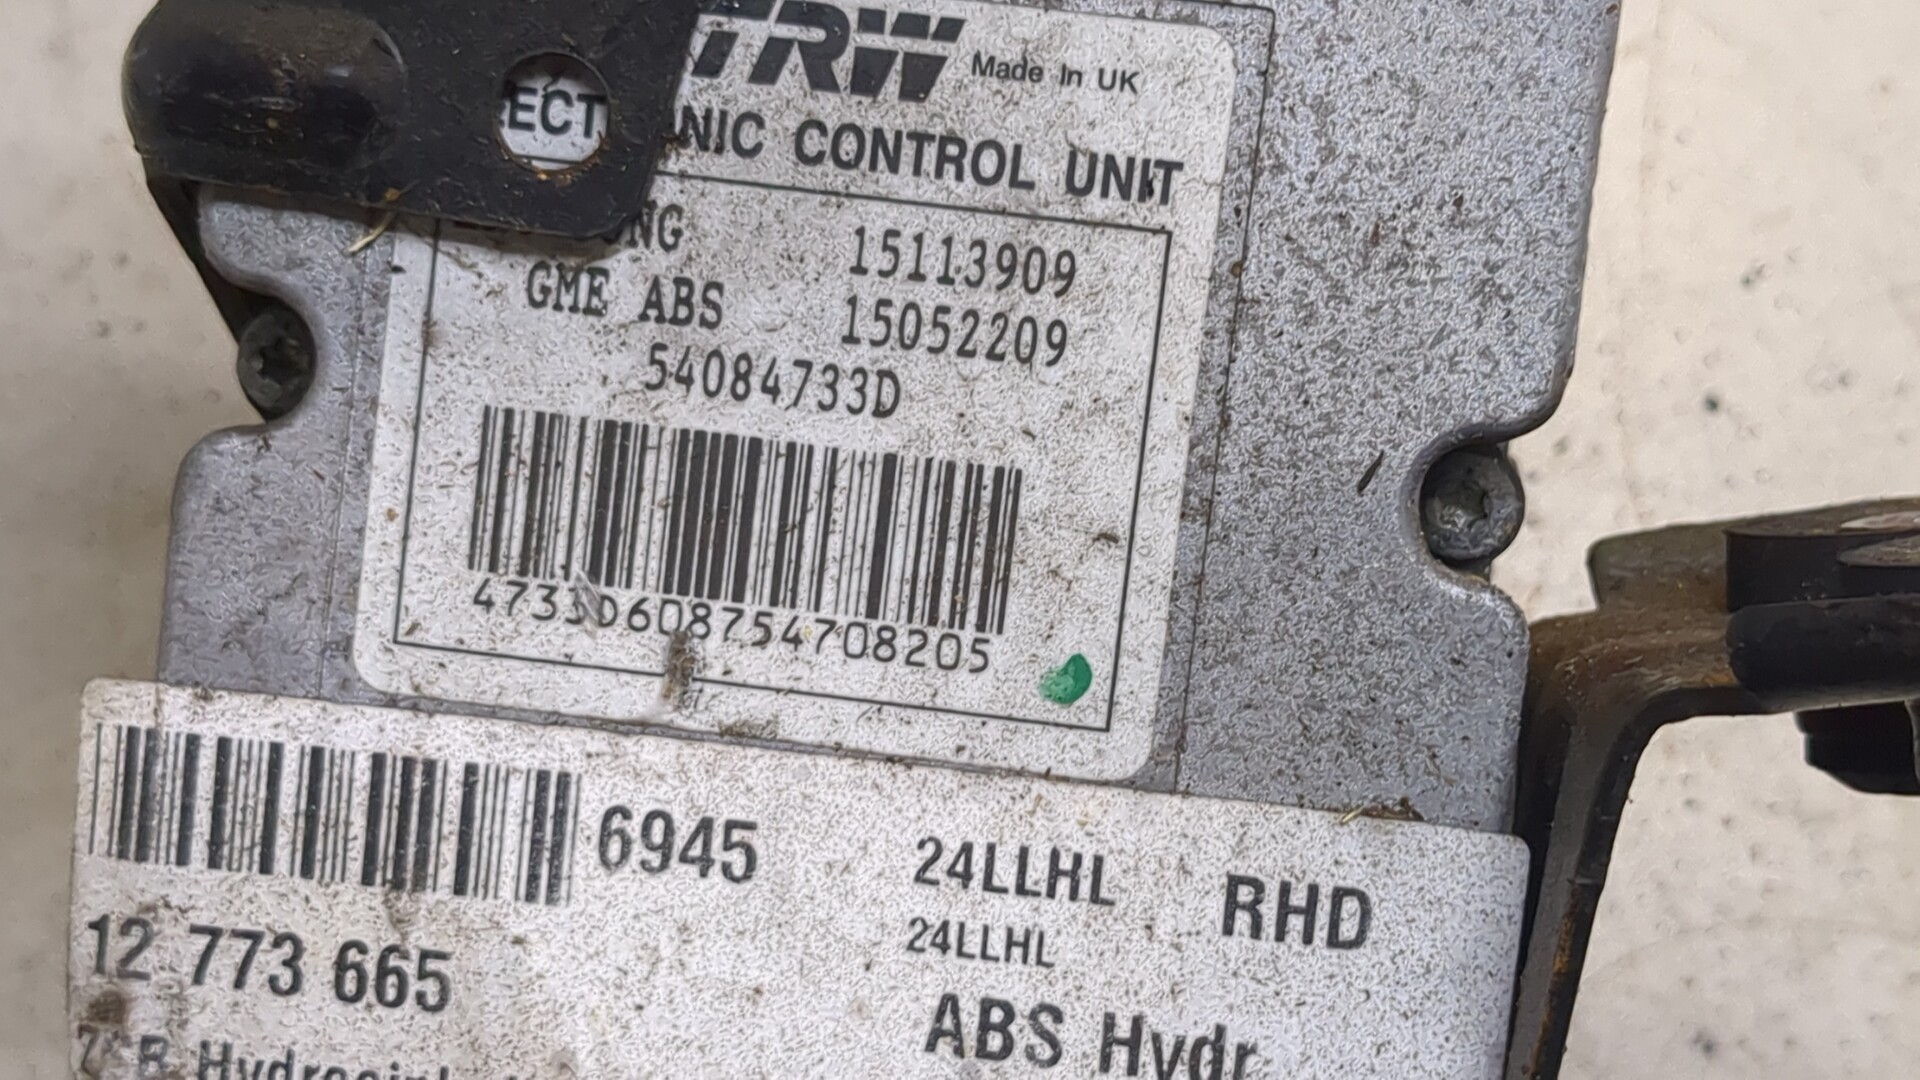 TRW Made In UK
ECT NIC CONTROL UNIT
NG 15113909
GME ABS 15052209
54084733D
4733D608754708205
6945 24LLHL RHD
24LLHL
12 773 665
ABS Hydr